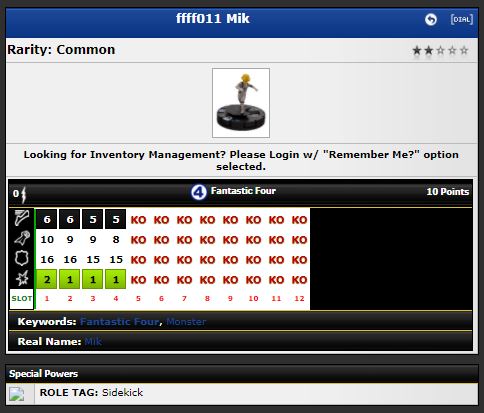 ffff011 Mik
[DIAL]
Rarity: Common
Looking for Inventory Management? Please Login w/ "Remember Me?" option
selected.
0 4 Fantastic Four 10 Points
6 6 5 5 KO KO KO KO KO KO KO KO
10 9 9 8 KO KO KO KO KO KO KO KO
16 16 15 15 KO KO KO KO KO KO KO KO
2 1 1 1 KO KO KO KO KO KO KO KO
SLOT 1 2 3 4 5 6 7 8 9 10 11 12
Keywords: Fantastic Four, Monster
Real Name: Mik
Special Powers
ROLE TAG: Sidekick